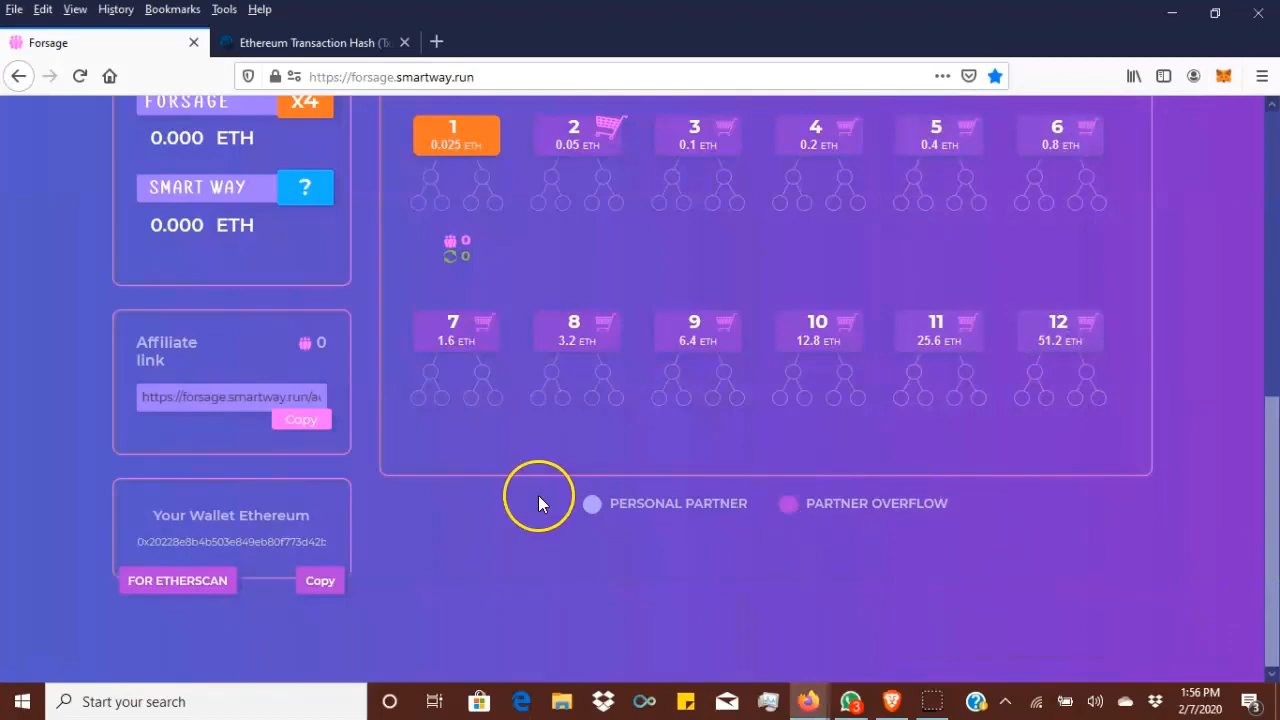 File Edit View History Bookmarks Tools Help
Forsage
Ethereum Transaction Hash (Tx
https://forsage.smartway.run
FORSAGE x4
0.000 ETH
SMART WAY ?
0.000 ETH
Affiliate 0
link
https://forsage.smartway.run/a
Copy
Your Wallet Ethereum
0x20228e8b4b503e849eb80f773d42b
FOR ETHERSCAN Copy
1 2 3 4 5 6
0.025 ETH 0.05 ETH 0.1 ETH 0.2 ETH 0.4 ETH 0.8 ETH
0
0
7 8 9 10 11 12
1.6 ETH 3.2 ETH 6.4 ETH 12.8 ETH 25.6 ETH 51.2 ETH
PERSONAL PARTNER PARTNER OVERFLOW
Start your search
3
1:56 PM
2/7/2020
3